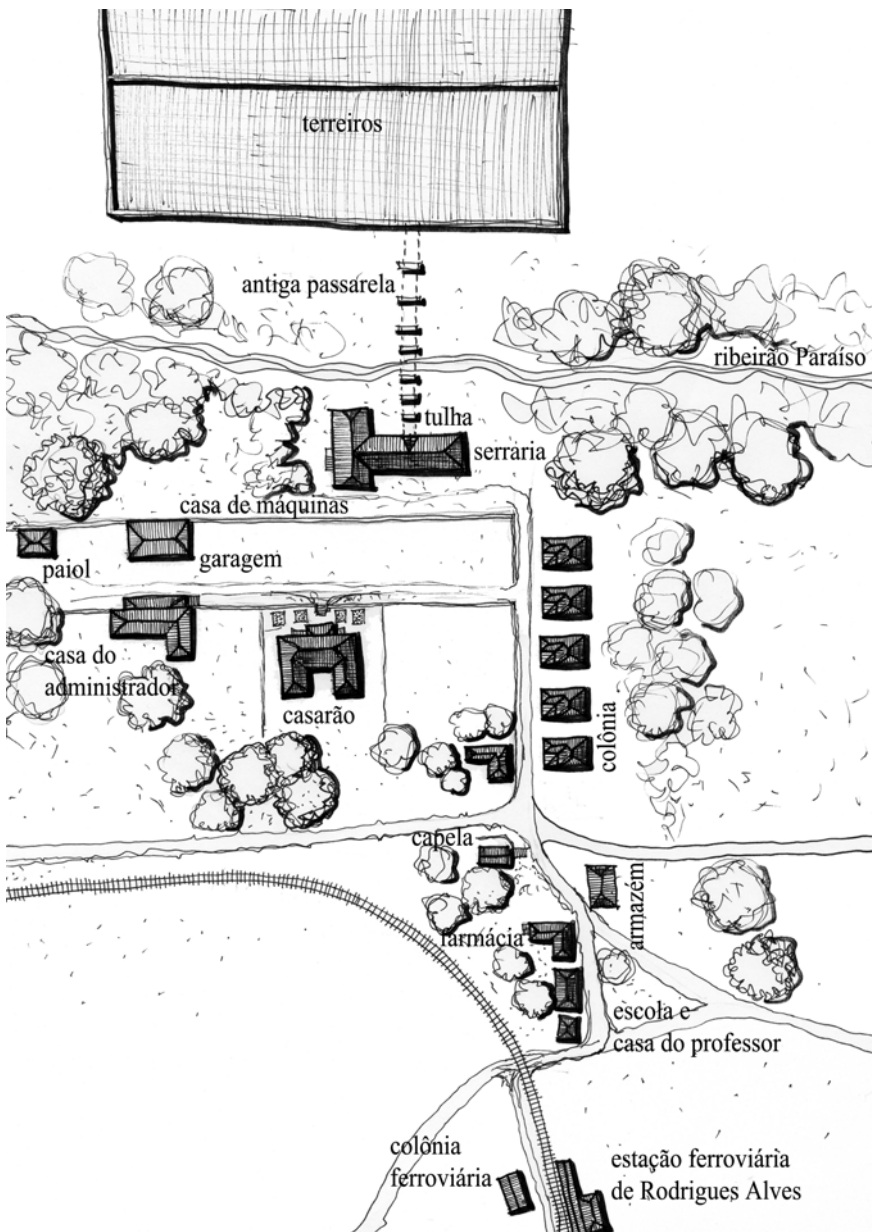 terreiros
antiga passarela
ribeirão Paraíso
tulha
serraria
casa de máquinas
garagem
paiol
casa do
administrador
casarão
colônia
capela
armazém
farmácia
escola e
casa do professor
colônia
ferroviária
estação ferroviária
de Rodrigues Alves